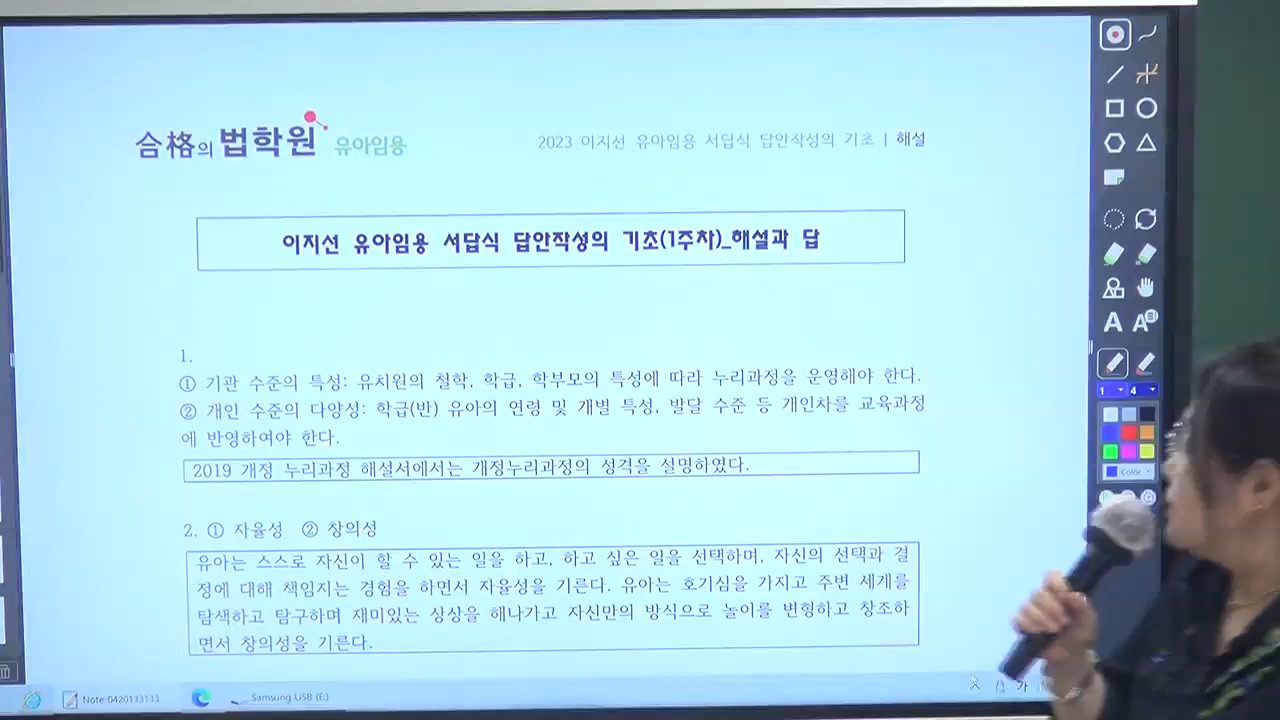 合格의 법학원 유아임용
2023 이지선 유아임용 서답식 답안작성의 기초 | 해설
이지선 유아임용 서답식 답안작성의 기초(1주차)_해설과 답
1.
① 기관 수준의 특성: 유치원의 철학, 학급, 학부모의 특성에 따라 누리과정을 운영해야 한다.
② 개인 수준의 다양성: 학급(반) 유아의 연령 및 개별 특성, 발달 수준 등 개인차를 교육과정
에 반영하여야 한다.
2019 개정 누리과정 해설서에서는 개정누리과정의 성격을 설명하였다.
2. ① 자율성 ② 창의성
유아는 스스로 자신이 할 수 있는 일을 하고, 하고 싶은 일을 선택하며, 자신의 선택과 결
정에 대해 책임지는 경험을 하면서 자율성을 기른다. 유아는 호기심을 가지고 주변 세계를
탐색하고 탐구하며 재미있는 상상을 해나가고 자신만의 방식으로 놀이를 변형하고 창조하
면서 창의성을 기른다.
A A
1 4
Color
Note-0420133133
Samsung USB (E:)
가